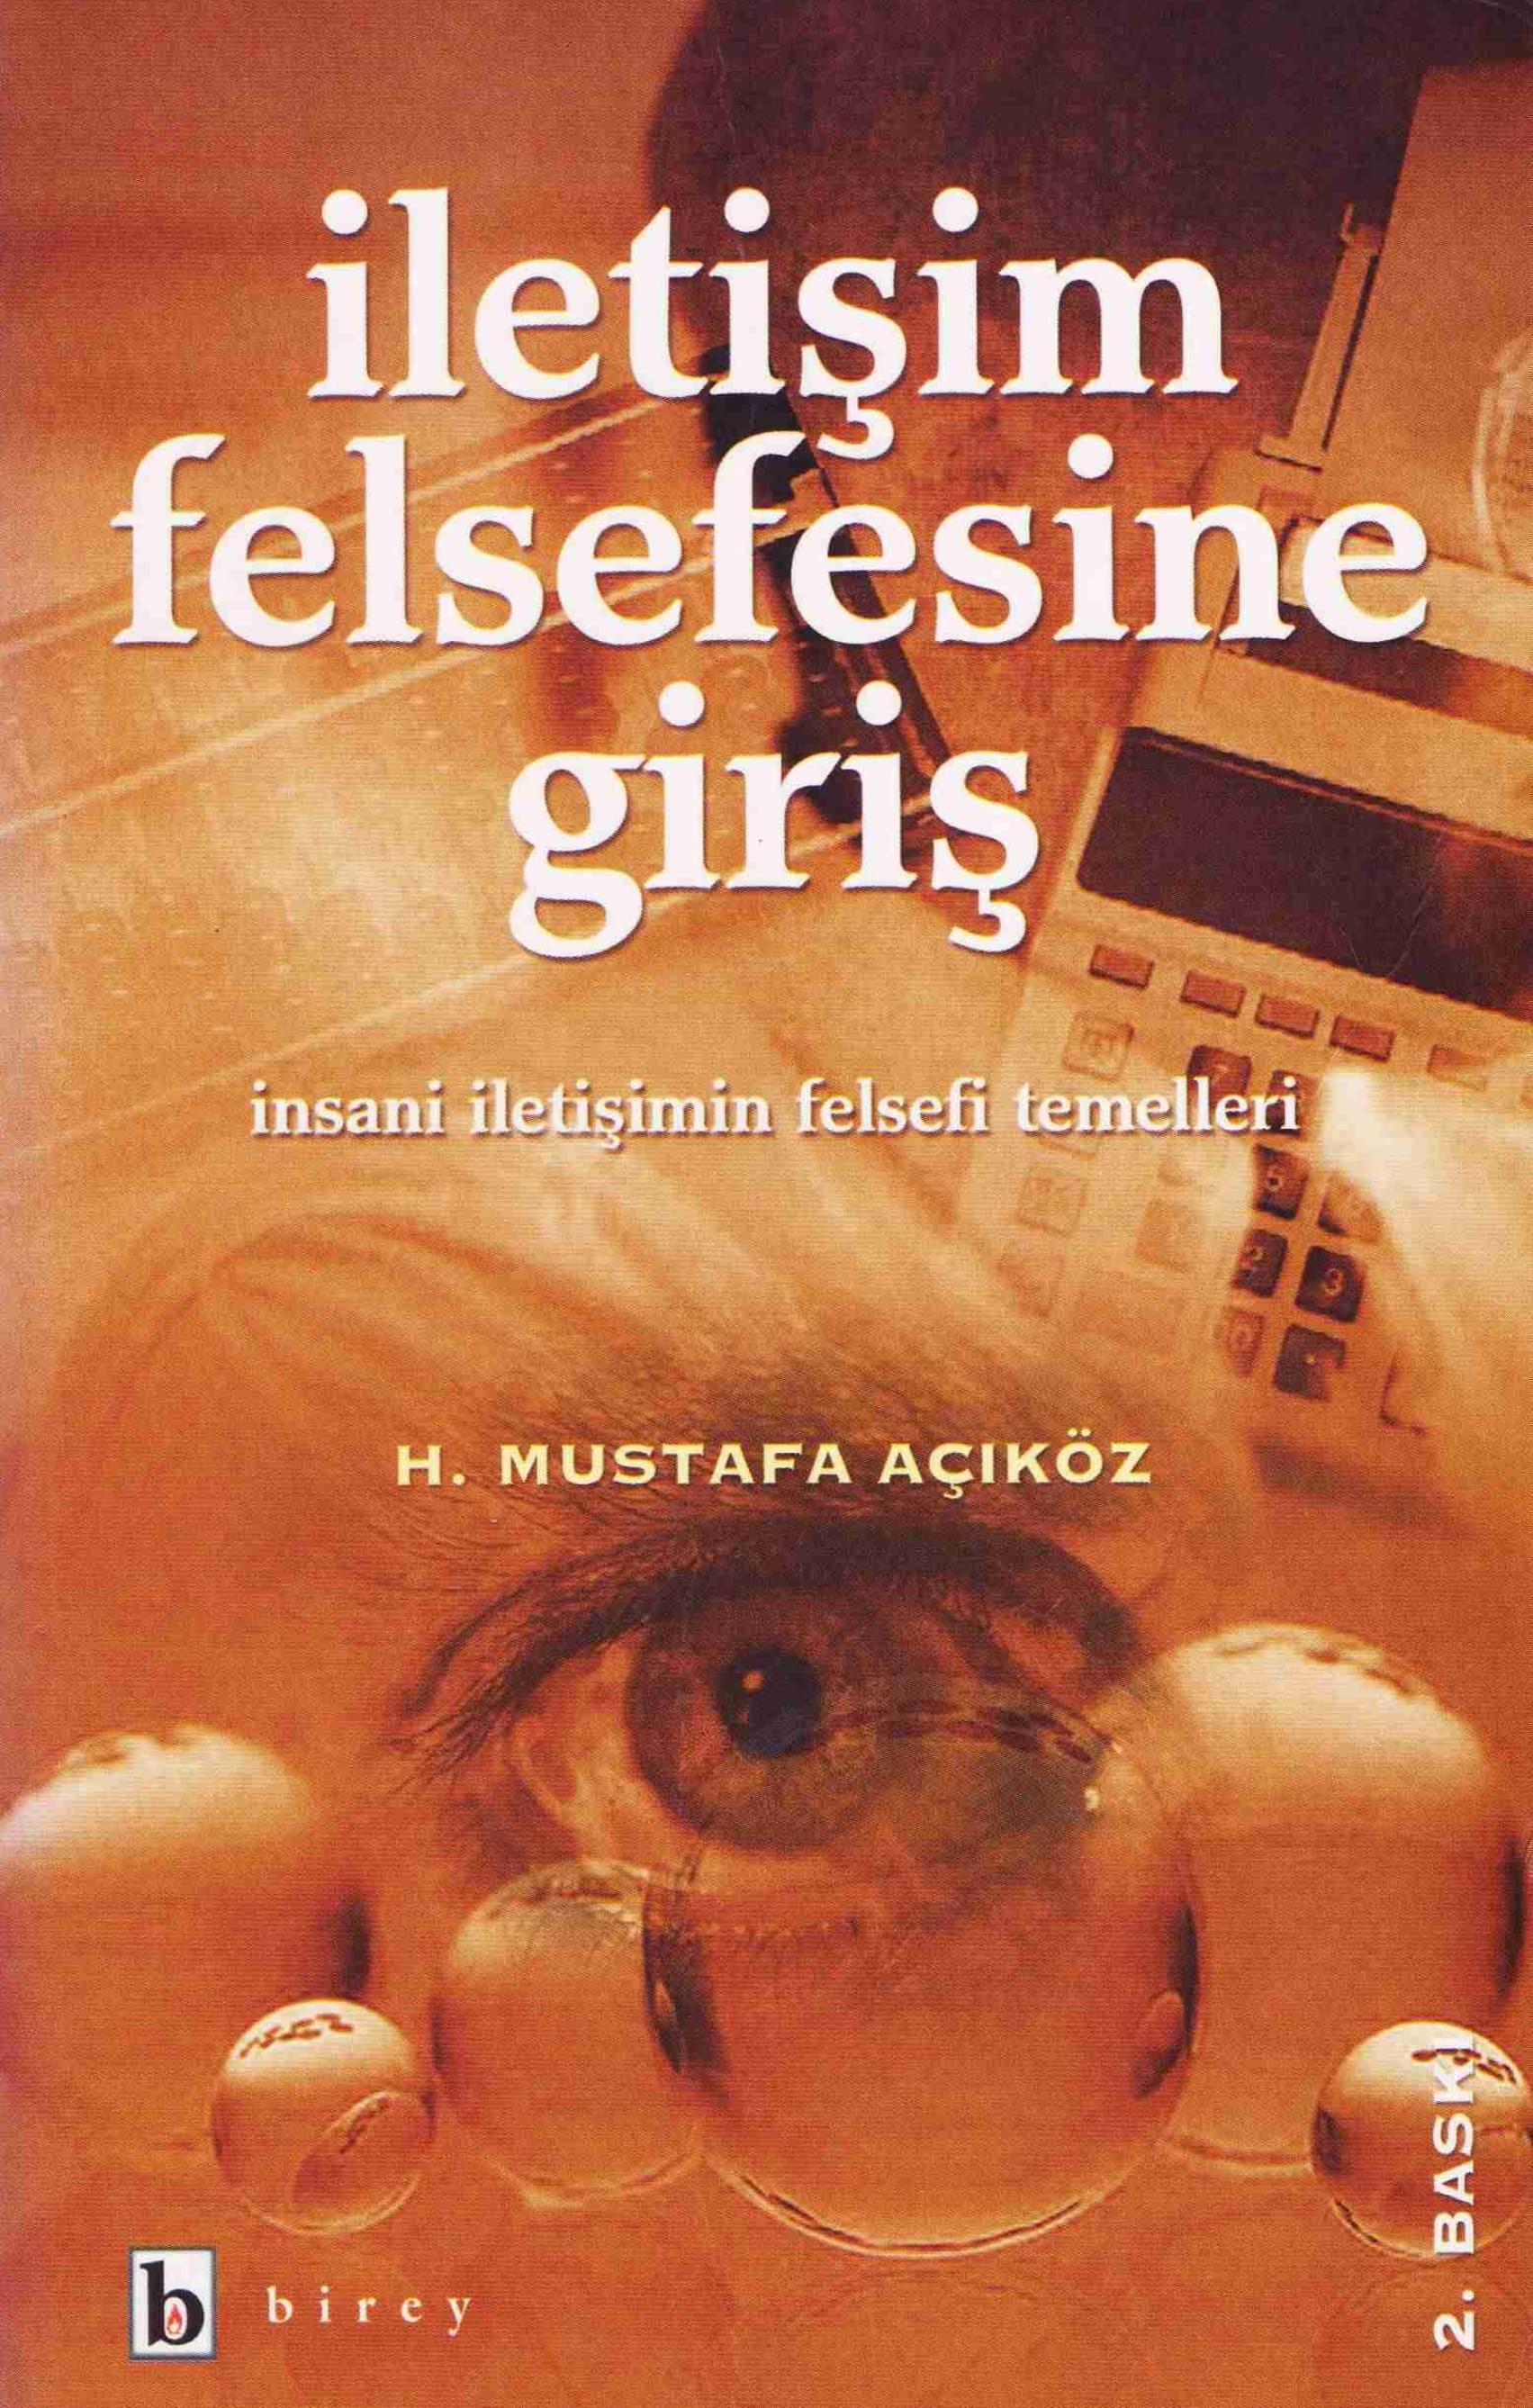 iletişim
felsefesine
giriş
insani iletişimin felsefi temelleri
H. MUSTAFA AÇIKÖZ
b birey
2. BASKI